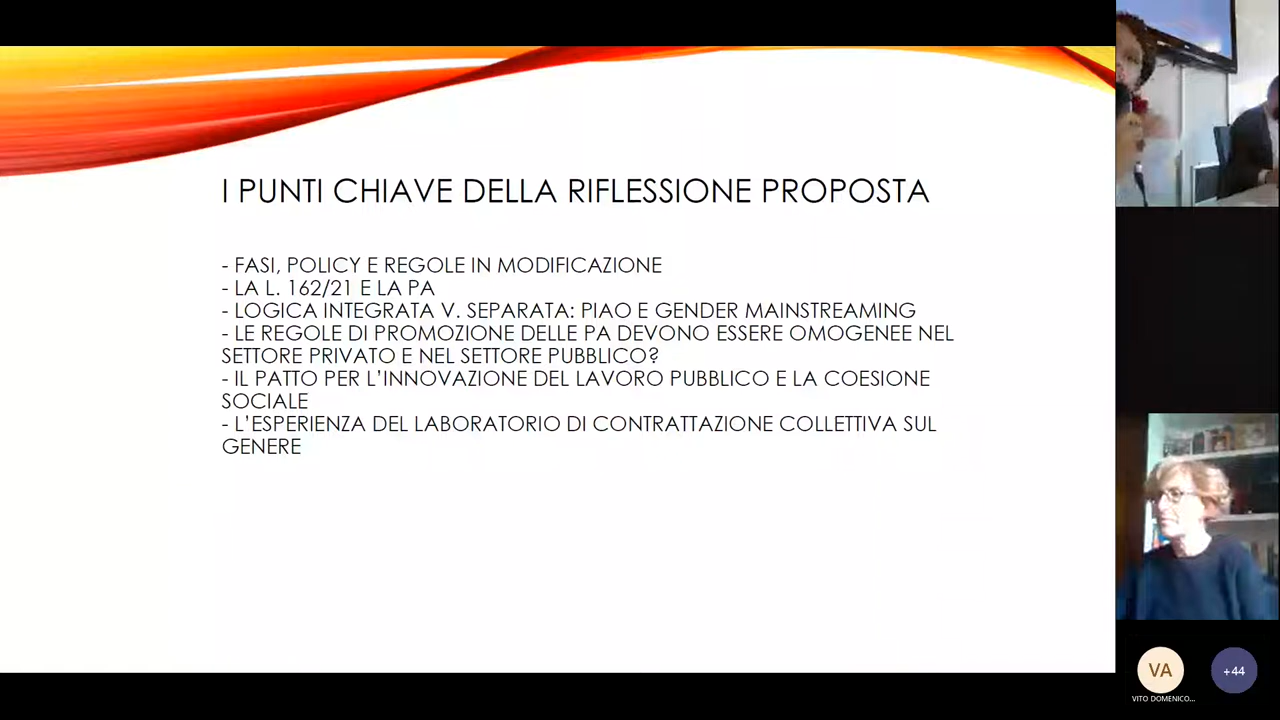 I PUNTI CHIAVE DELLA RIFLESSIONE PROPOSTA
- FASI, POLICY E REGOLE IN MODIFICAZIONE
- LA L. 162/21 E LA PA
- LOGICA INTEGRATA V. SEPARATA: PIAO E GENDER MAINSTREAMING
- LE REGOLE DI PROMOZIONE DELLE PA DEVONO ESSERE OMOGENEE NEL
SETTORE PRIVATO E NEL SETTORE PUBBLICO?
- IL PATTO PER L'INNOVAZIONE DEL LAVORO PUBBLICO E LA COESIONE
SOCIALE
- L'ESPERIENZA DEL LABORATORIO DI CONTRATTAZIONE COLLETTIVA SUL
GENERE
VA
+44
VITO DOMENICO...